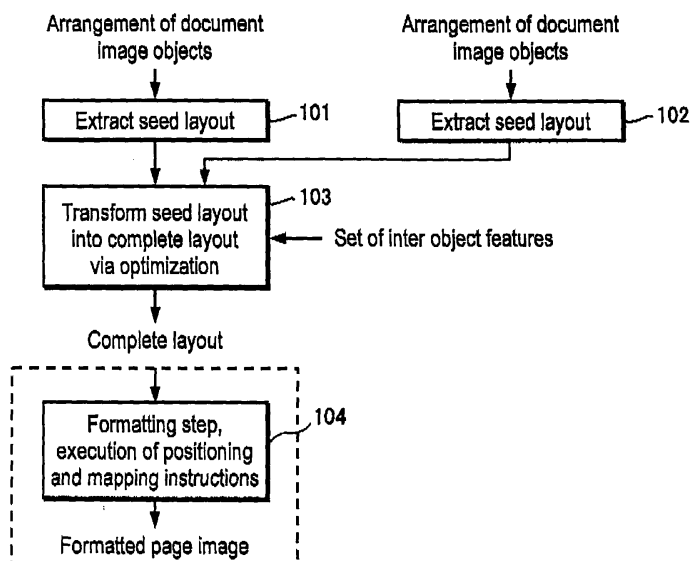 Arrangement of document
image objects
Arrangement of document
image objects
Extract seed layout
101
Extract seed layout
102
103
Transform seed layout
into complete layout
via optimization
Set of inter object features
Complete layout
104
Formatting step,
execution of positioning
and mapping instructions
Formatted page image